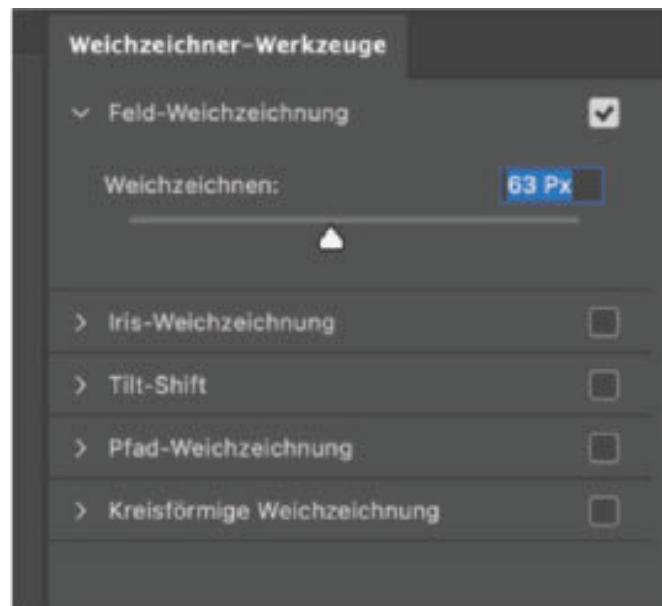 Weichzeichner-Werkzeuge
Feld-Weichzeichnung
Weichzeichnen: 63 Px
Iris-Weichzeichnung
Tilt-Shift
Pfad-Weichzeichnung
Kreisförmige Weichzeichnung